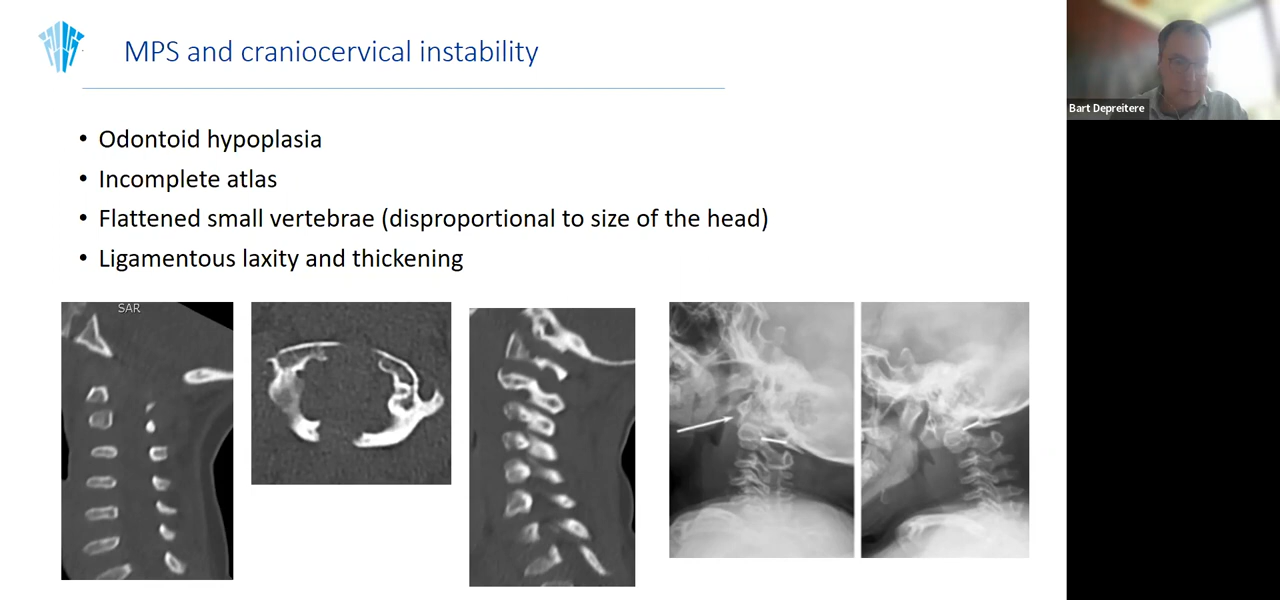 MPS and craniocervical instability
• Odontoid hypoplasia
• Incomplete atlas
• Flattened small vertebrae (disproportional to size of the head)
• Ligamentous laxity and thickening
SAR
Bart Depreitere